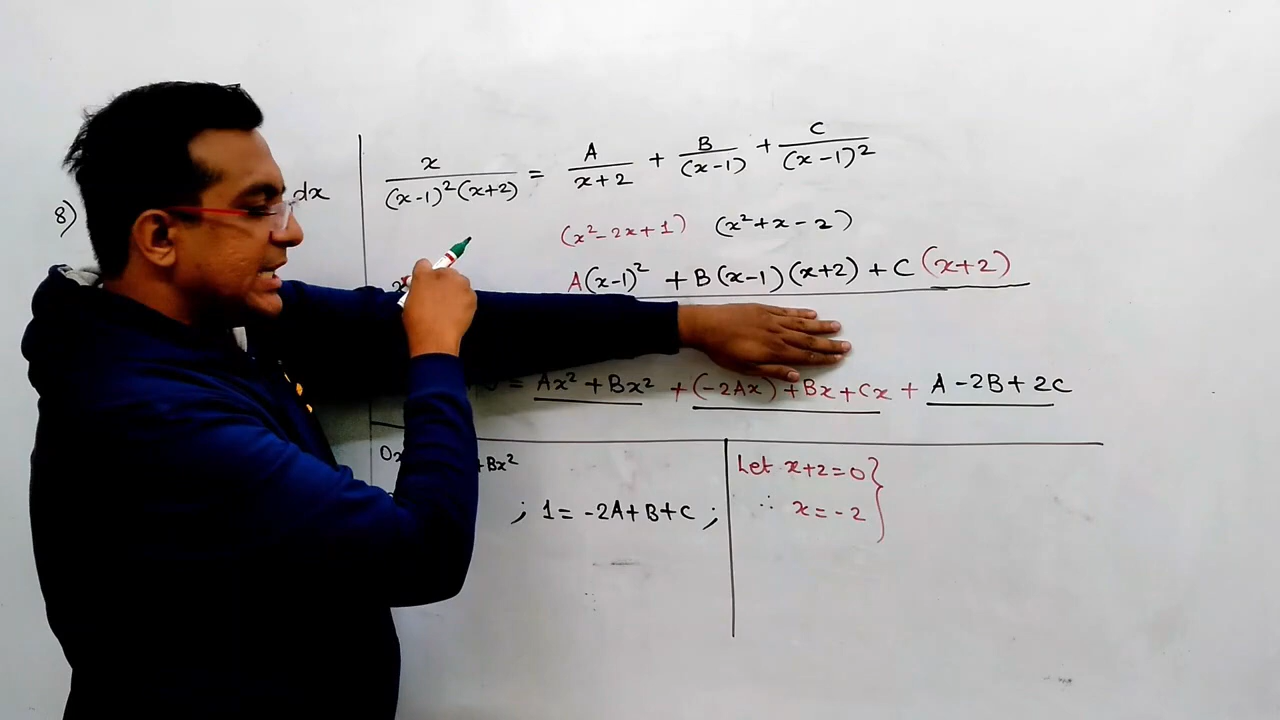 8)
dx
x/((x-1)²(x+2)) = A/(x+2) + B/(x-1) + C/(x-1)²
(x²-2x+1) (x²+x-2)
A(x-1)² + B(x-1)(x+2) + C(x+2)
= Ax² + Bx² + (-2Ax) + Bx + Cx + A - 2B + 2C
+Bx²
; 1 = -2A+B+C ;
Let x+2=0}
∴ x = -2